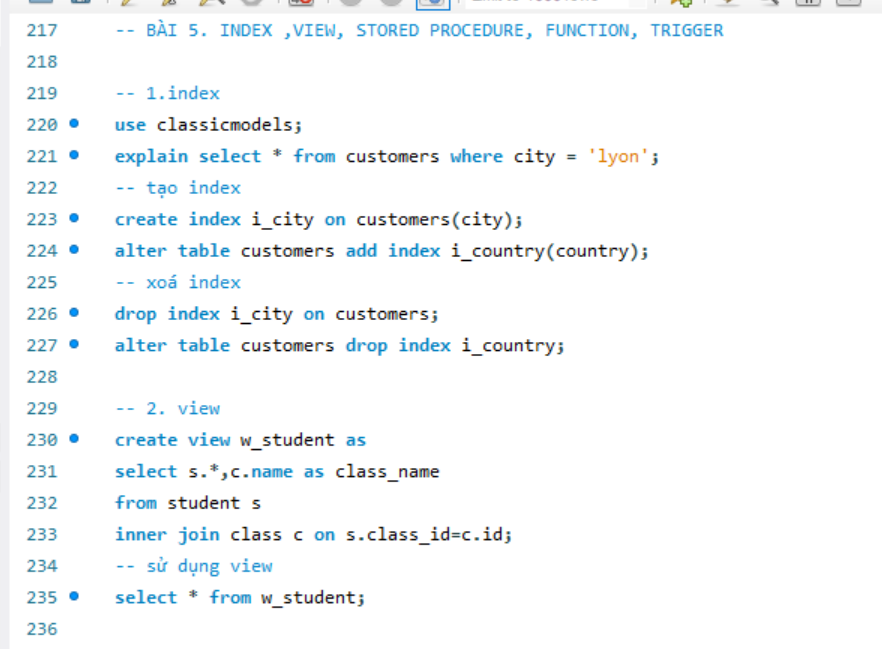 217 -- BÀI 5. INDEX ,VIEW, STORED PROCEDURE, FUNCTION, TRIGGER
218
219 -- 1.index
220 use classicmodels;
221 explain select * from customers where city = 'lyon';
222 -- tạo index
223 create index i_city on customers(city);
224 alter table customers add index i_country(country);
225 -- xoá index
226 drop index i_city on customers;
227 alter table customers drop index i_country;
228
229 -- 2. view
230 create view w_student as
231 select s.*,c.name as class_name
232 from student s
233 inner join class c on s.class_id=c.id;
234 -- sử dụng view
235 select * from w_student;
236